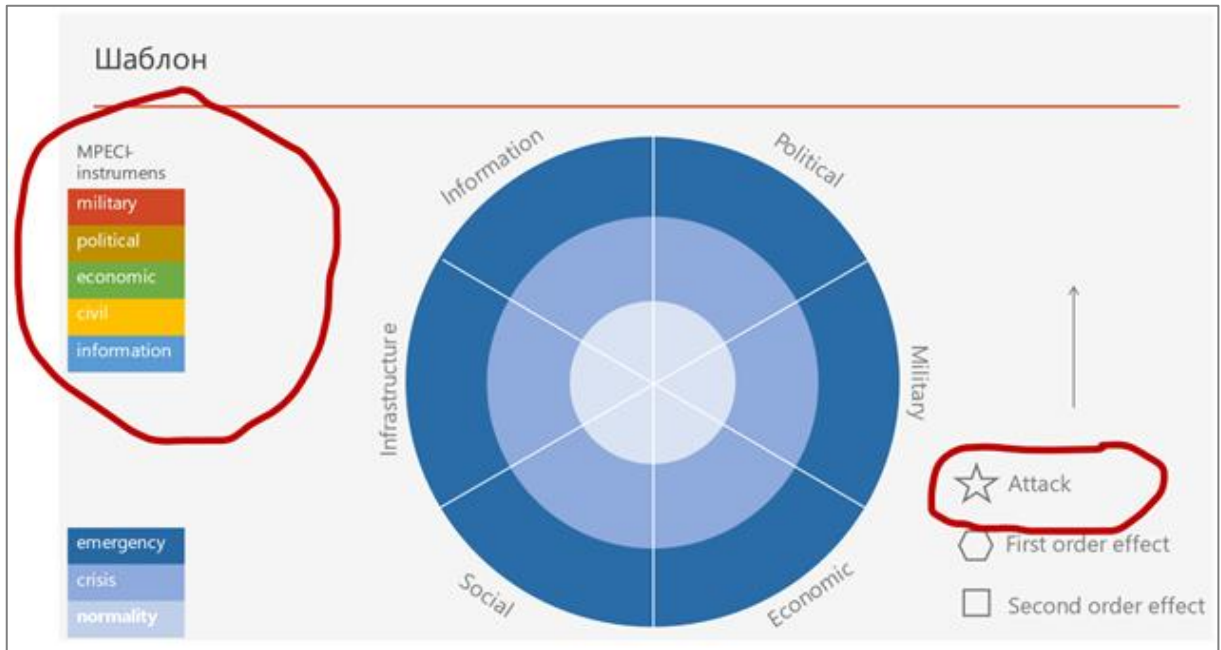 Шаблон
MPECI-
instrumens
military
political
economic
civil
information
emergency
crisis
normality
Information
Political
Infrastructure
Military
Social
Economic
Attack
First order effect
Second order effect